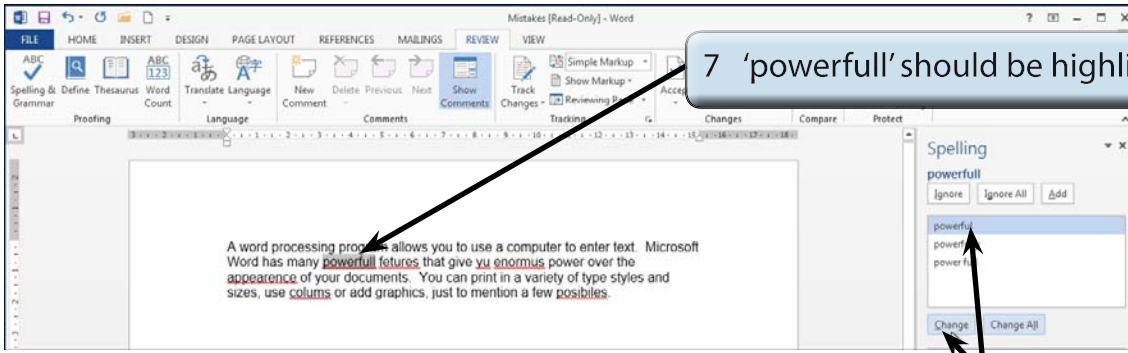 Mistakes [Read-Only] - Word
FILE HOME INSERT DESIGN PAGE LAYOUT REFERENCES MAILINGS REVIEW VIEW
ABC
Spelling & Grammar
Define
Thesaurus
ABC 123
Word Count
Translate
Language
New Comment
Delete
Previous
Next
Show Comments
Track Changes
Simple Markup
Show Markup
Reviewing
7 'powerfull' should be highli
Proofing Language Comments Tracking Changes Compare Protect
Spelling
powerfull
Ignore Ignore All Add
powerful
Change Change All
A word processing program allows you to use a computer to enter text. Microsoft
Word has many powerfull fetures that give yu enormus power over the
appearence of your documents. You can print in a variety of type styles and
sizes, use colums or add graphics, just to mention a few posibiles.